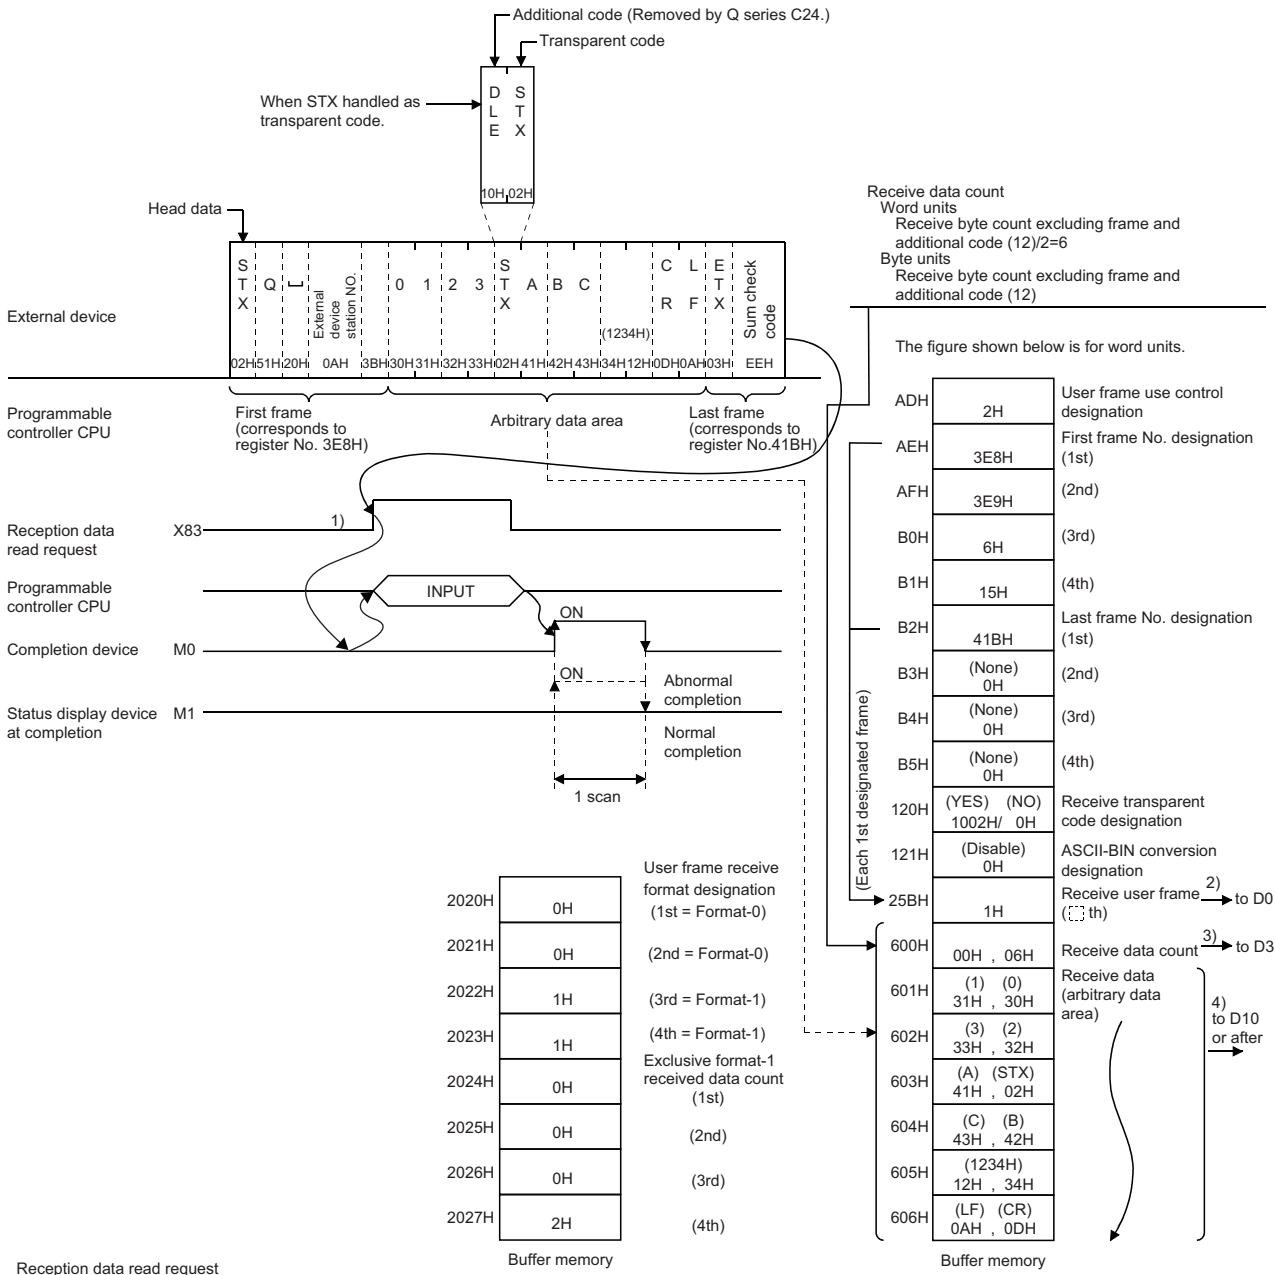 Additional code (Removed by Q series C24.)
Transparent code
When STX handled as
transparent code.
DLE STX
10H 02H
Head data
Receive data count
Word units
Receive byte count excluding frame and
additional code (12)/2=6
Byte units
Receive byte count excluding frame and
additional code (12)
External device
STX Q ⎵ External device station NO. 0 1 2 3 STX A B C (1234H) CR LF ETX Sum check code
02H 51H 20H 0AH 3BH 30H 31H 32H 33H 02H 41H 42H 43H 34H 12H 0DH 0AH 03H EEH
The figure shown below is for word units.
Programmable
controller CPU
First frame
(corresponds to
register No. 3E8H)
Arbitrary data area
Last frame
(corresponds to
register No.41BH)
Reception data
read request
X83
1)
Programmable
controller CPU
INPUT
Completion device M0
ON
ON
Abnormal
completion
Status display device
at completion
M1
Normal
completion
1 scan
(Each 1st designated frame)
ADH 2H User frame use control
designation
AEH 3E8H First frame No. designation
(1st)
AFH 3E9H (2nd)
B0H 6H (3rd)
B1H 15H (4th)
B2H 41BH Last frame No. designation
(1st)
B3H (None) 0H (2nd)
B4H (None) 0H (3rd)
B5H (None) 0H (4th)
120H (YES) (NO) 1002H/ 0H Receive transparent
code designation
121H (Disable) 0H ASCII-BIN conversion
designation
25BH 1H Receive user frame
( th) 2) to D0
600H 00H , 06H Receive data count 3) to D3
601H (1) (0) 31H , 30H Receive data
(arbitrary data
area)
602H (3) (2) 33H , 32H
603H (A) (STX) 41H , 02H
604H (C) (B) 43H , 42H
605H (1234H) 12H , 34H
606H (LF) (CR) 0AH , 0DH
4)
to D10
or after
Buffer memory
User frame receive
format designation
2020H 0H (1st = Format-0)
2021H 0H (2nd = Format-0)
2022H 1H (3rd = Format-1)
2023H 1H (4th = Format-1)
Exclusive format-1
received data count
2024H 0H (1st)
2025H 0H (2nd)
2026H 0H (3rd)
2027H 2H (4th)
Buffer memory
Reception data read request